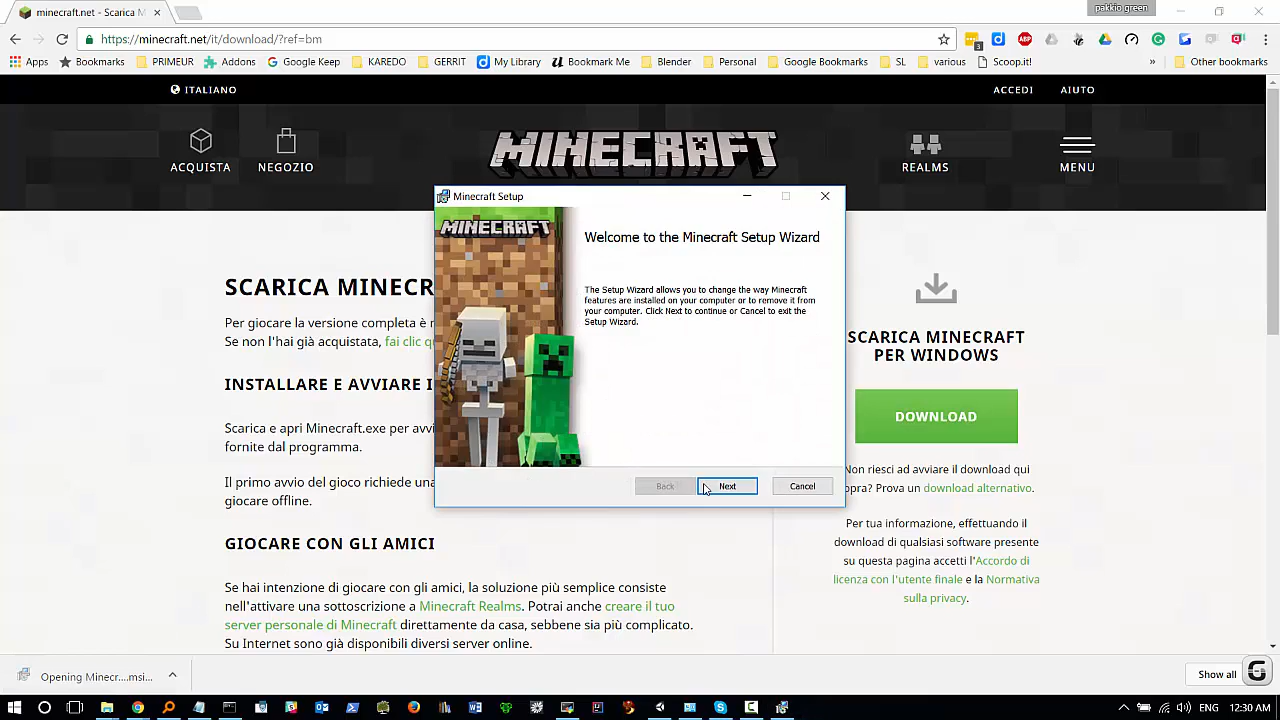 minecraft.net - Scarica M
pakkio green
https://minecraft.net/it/download/?ref=bm
3
ABP
Apps
Bookmarks
PRIMEUR
Addons
Google Keep
KAREDO
GERRIT
My Library
Bookmark Me
Blender
Personal
Google Bookmarks
SL
various
Scoop.it!
»
Other bookmarks
ITALIANO
ACCEDI
AIUTO
ACQUISTA
NEGOZIO
MINECRAFT
REALMS
MENU
SCARICA MINECR
Per giocare la versione completa è n
Se non l'hai già acquistata, fai clic q
INSTALLARE E AVVIARE I
Scarica e apri Minecraft.exe per avvi
fornite dal programma.
Il primo avvio del gioco richiede una
giocare offline.
GIOCARE CON GLI AMICI
Se hai intenzione di giocare con gli amici, la soluzione più semplice consiste
nell'attivare una sottoscrizione a Minecraft Realms. Potrai anche creare il tuo
server personale di Minecraft direttamente da casa, sebbene sia più complicato.
Su Internet sono già disponibili diversi server online.
Minecraft Setup
MINECRAFT
Welcome to the Minecraft Setup Wizard
The Setup Wizard allows you to change the way Minecraft
features are installed on your computer or to remove it from
your computer. Click Next to continue or Cancel to exit the
Setup Wizard.
Back
Next
Cancel
SCARICA MINECRAFT
PER WINDOWS
DOWNLOAD
Non riesci ad avviare il download qui
opra? Prova un download alternativo.
Per tua informazione, effettuando il
download di qualsiasi software presente
su questa pagina accetti l'Accordo di
licenza con l'utente finale e la Normativa
sulla privacy.
Opening Minecr....msi...
Show all
ENG
12:30 AM